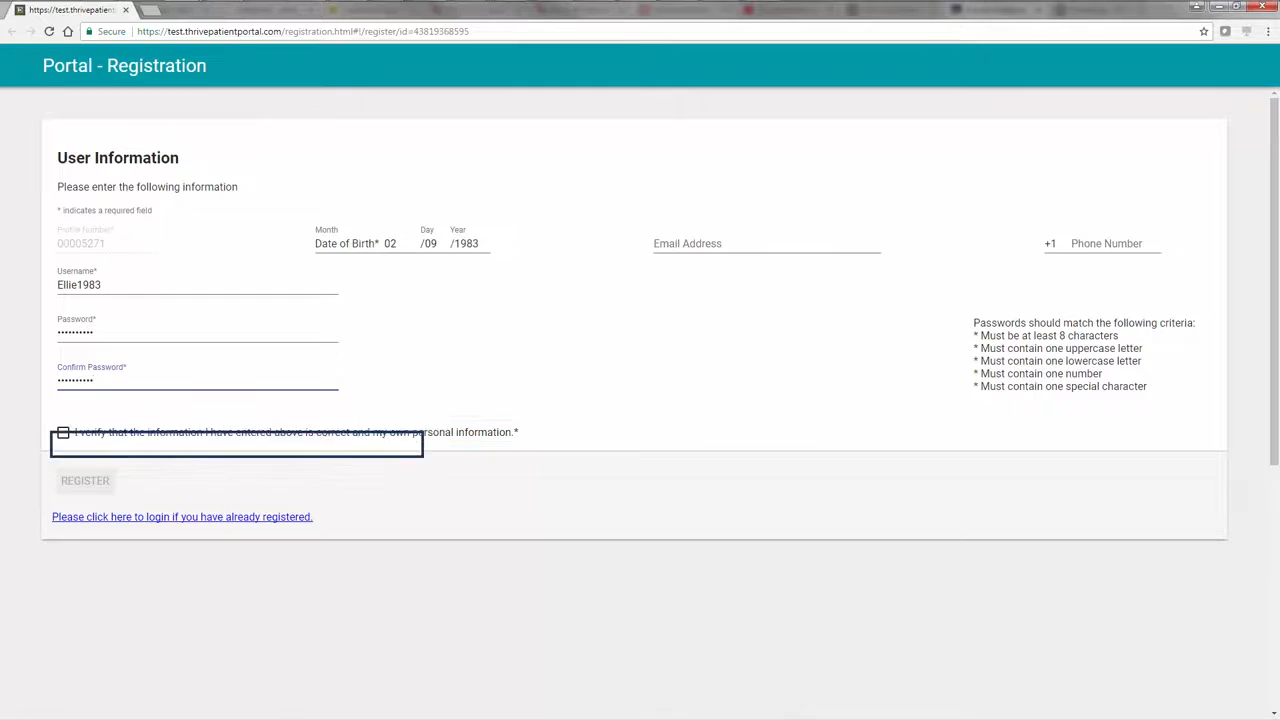 https://test.thrivepatient
Secure https://test.thrivepatientportal.com/registration.html#!/register/id=43819368595
Portal - Registration
User Information
Please enter the following information
* indicates a required field
Profile Number*
00005271
Month Day Year
Date of Birth* 02 /09 /1983
Email Address
+1 Phone Number
Username*
Ellie1983
Password*
••••••••••
Confirm Password*
••••••••••
Passwords should match the following criteria:
* Must be at least 8 characters
* Must contain one uppercase letter
* Must contain one lowercase letter
* Must contain one number
* Must contain one special character
I verify that the information I have entered above is correct and my own personal information.*
REGISTER
Please click here to login if you have already registered.